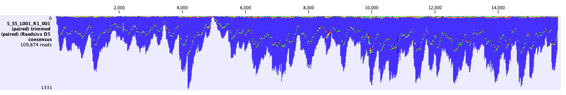 2,000 4,000 6,000 8,000 10,000 12,000 14,000
0
S_S5_L001_R1_001
(paired) trimmed
(paired) (Reads)vs D5
consensus
109,874 reads
1331